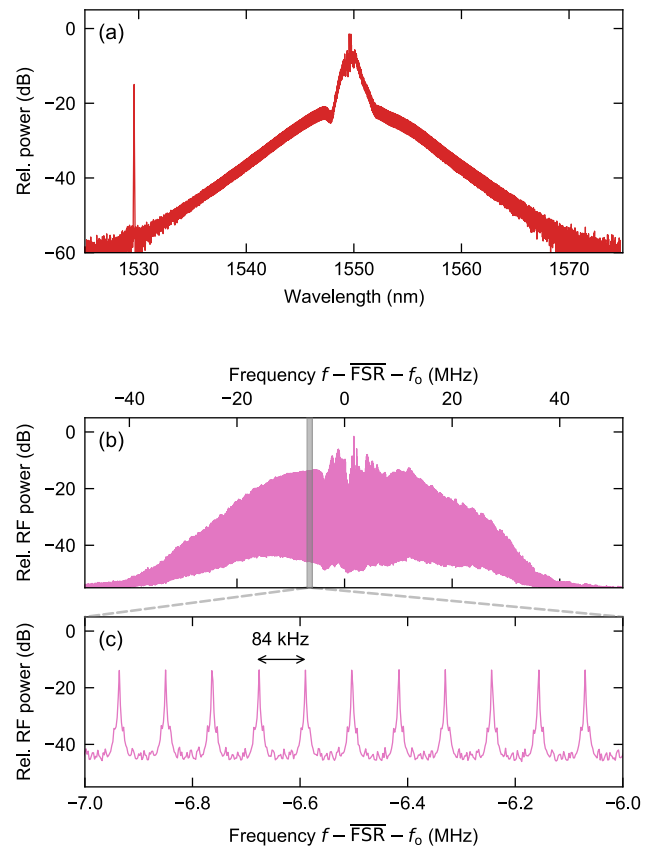 (a)
Rel. power (dB)
0
−20
−40
−60
1530 1540 1550 1560 1570
Wavelength (nm)
Frequency f − F̅S̅R̅ − fₒ (MHz)
−40 −20 0 20 40
(b)
Rel. RF power (dB)
0
−20
−40
(c)
84 kHz
Rel. RF power (dB)
0
−20
−40
−7.0 −6.8 −6.6 −6.4 −6.2 −6.0
Frequency f − F̅S̅R̅ − fₒ (MHz)